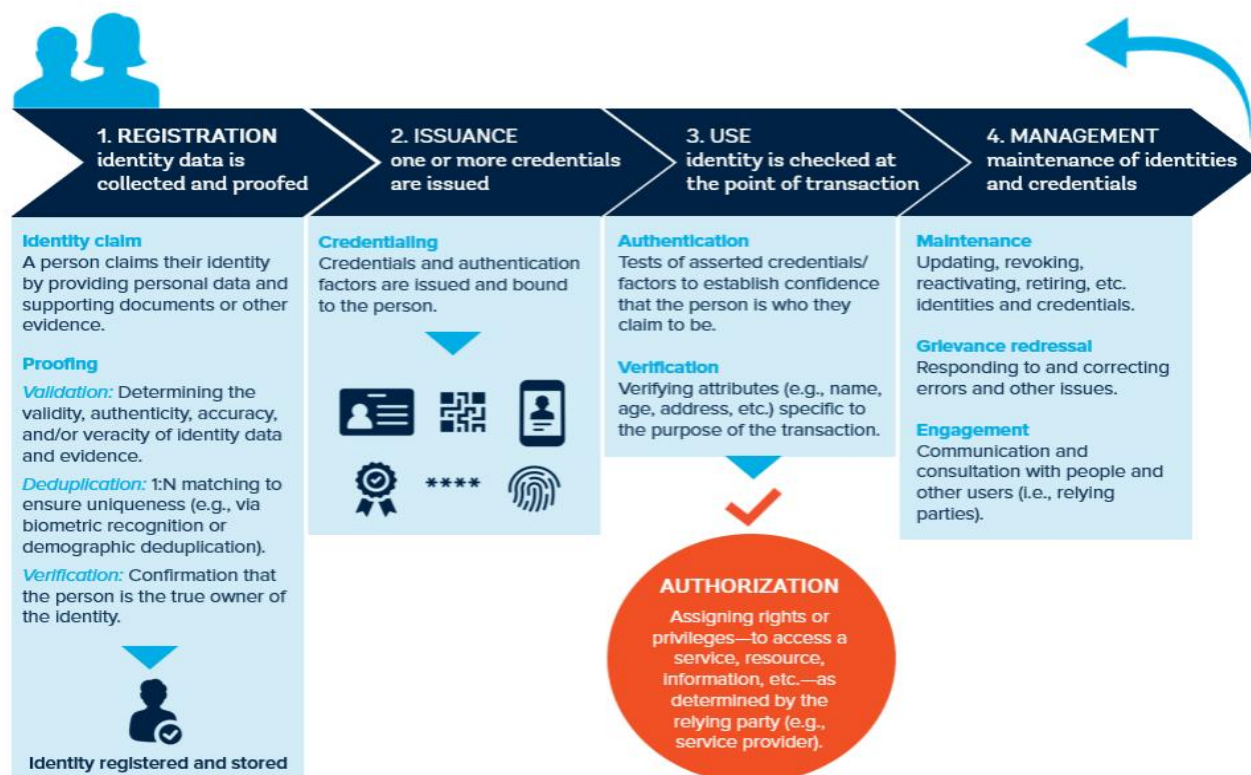 1. REGISTRATION
identity data is
collected and proofed
2. ISSUANCE
one or more credentials
are issued
3. USE
identity is checked at
the point of transaction
4. MANAGEMENT
maintenance of identities
and credentials
Identity claim
A person claims their identity
by providing personal data and
supporting documents or other
evidence.
Proofing
Validation: Determining the
validity, authenticity, accuracy,
and/or veracity of identity data
and evidence.
Deduplication: 1:N matching to
ensure uniqueness (e.g., via
biometric recognition or
demographic deduplication).
Verification: Confirmation that
the person is the true owner of
the identity.
Identity registered and stored
Credentialing
Credentials and authentication
factors are issued and bound
to the person.
****
Authentication
Tests of asserted credentials/
factors to establish confidence
that the person is who they
claim to be.
Verification
Verifying attributes (e.g., name,
age, address, etc.) specific to
the purpose of the transaction.
AUTHORIZATION
Assigning rights or
privileges—to access a
service, resource,
information, etc.—as
determined by the
relying party (e.g.,
service provider).
Maintenance
Updating, revoking,
reactivating, retiring, etc.
identities and credentials.
Grievance redressal
Responding to and correcting
errors and other issues.
Engagement
Communication and
consultation with people and
other users (i.e., relying
parties).